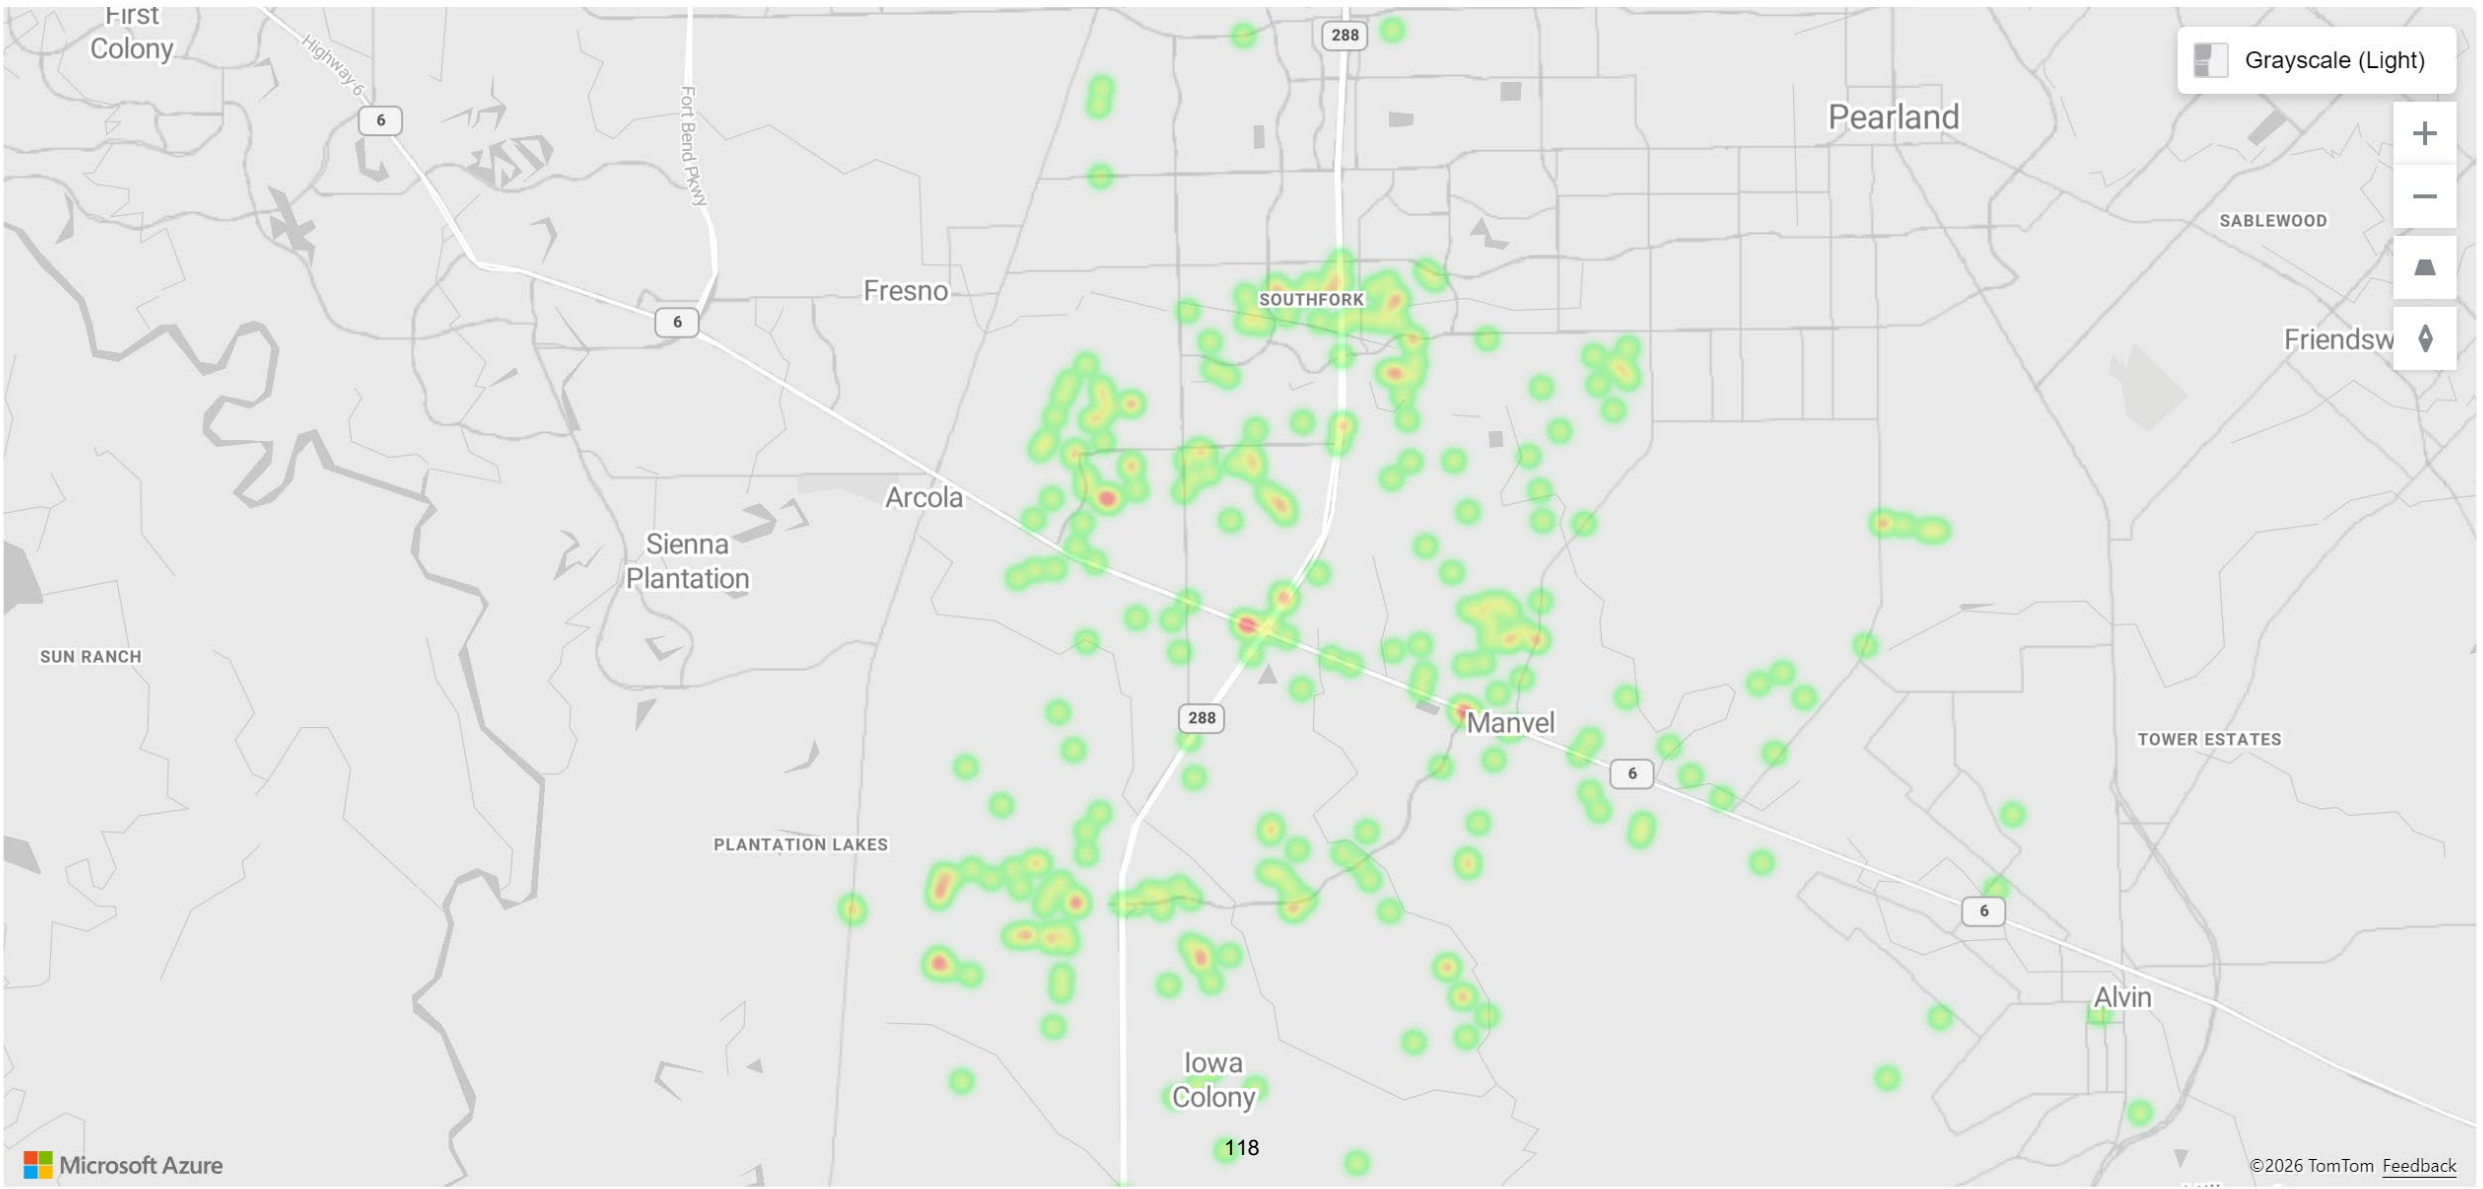 First
Colony
Highway 6
6
Fort Bend Pkwy
288
Grayscale (Light)
Pearland
SABLEWOOD
Fresno
SOUTHFORK
6
Friendsw
Arcola
Sienna
Plantation
SUN RANCH
288
Manvel
TOWER ESTATES
6
PLANTATION LAKES
6
Alvin
Iowa
Colony
118
Microsoft Azure
©2026 TomTom Feedback